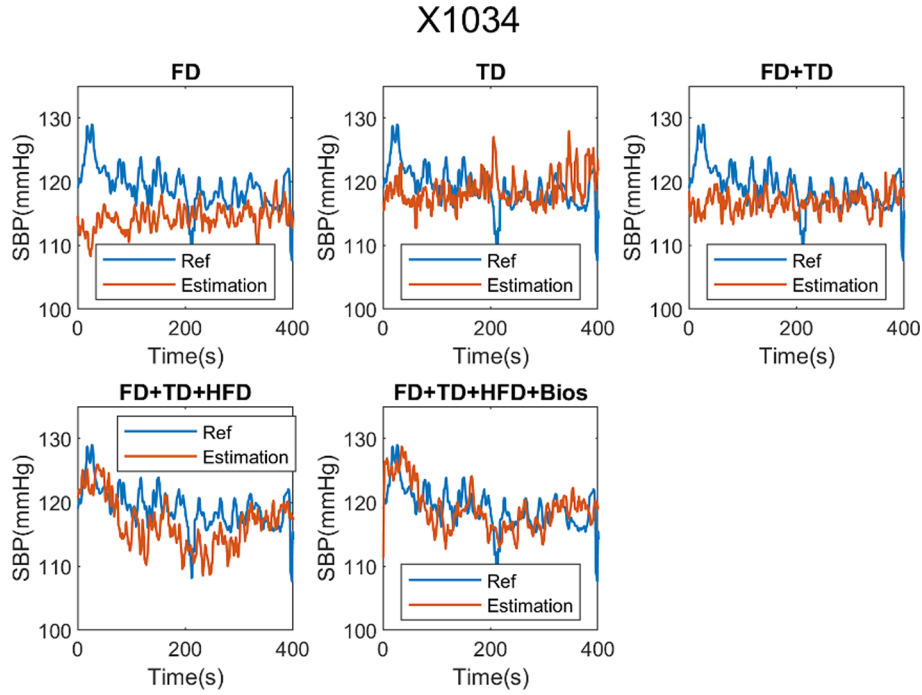 X1034
FD
TD
FD+TD
SBP(mmHg)
130
120
110
100
Ref
Estimation
0
200
400
Time(s)
SBP(mmHg)
130
120
110
100
Ref
Estimation
0
200
400
Time(s)
SBP(mmHg)
130
120
110
100
Ref
Estimation
0
200
400
Time(s)
FD+TD+HFD
FD+TD+HFD+Bios
SBP(mmHg)
130
120
110
100
Ref
Estimation
0
200
400
Time(s)
SBP(mmHg)
130
120
110
100
Ref
Estimation
0
200
400
Time(s)